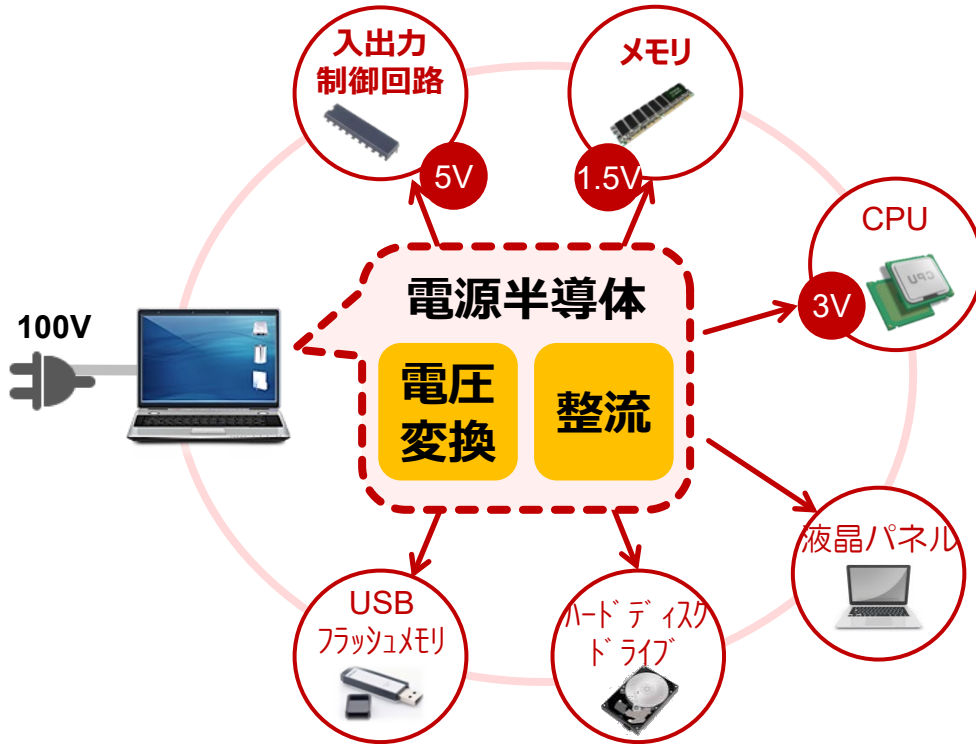 入出力
制御回路
5V
メモリ
1.5V
CPU
3V
100V
電源半導体
電圧
変換
整流
液晶パネル
USB
フラッシュメモリ
ハードディスク
ドライブ
CPU